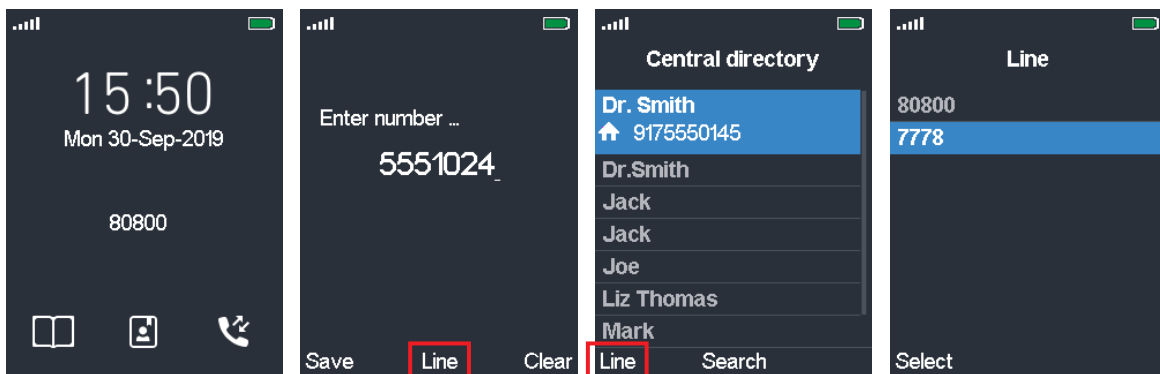 15:50
Mon 30-Sep-2019
80800
Enter number ...
5551024_
Save Line Clear
Central directory
Dr. Smith
9175550145
Dr.Smith
Jack
Jack
Joe
Liz Thomas
Mark
Line Search
Line
80800
7778
Select